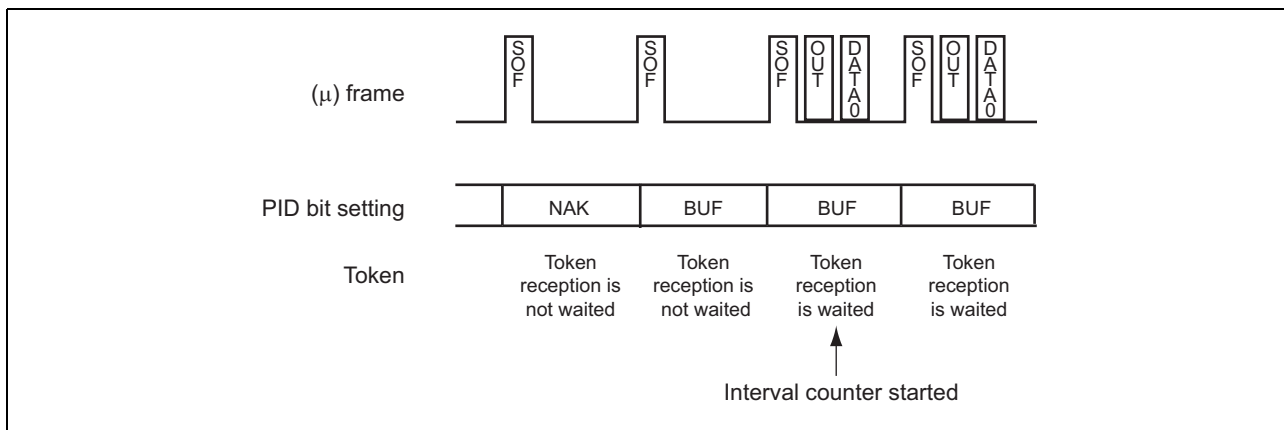 SOF
SOF
SOF
OUT
DATA0
SOF
OUT
DATA0
(μ) frame
PID bit setting
NAK
BUF
BUF
BUF
Token
Token
reception is
not waited
Token
reception is
not waited
Token
reception
is waited
Token
reception
is waited
Interval counter started